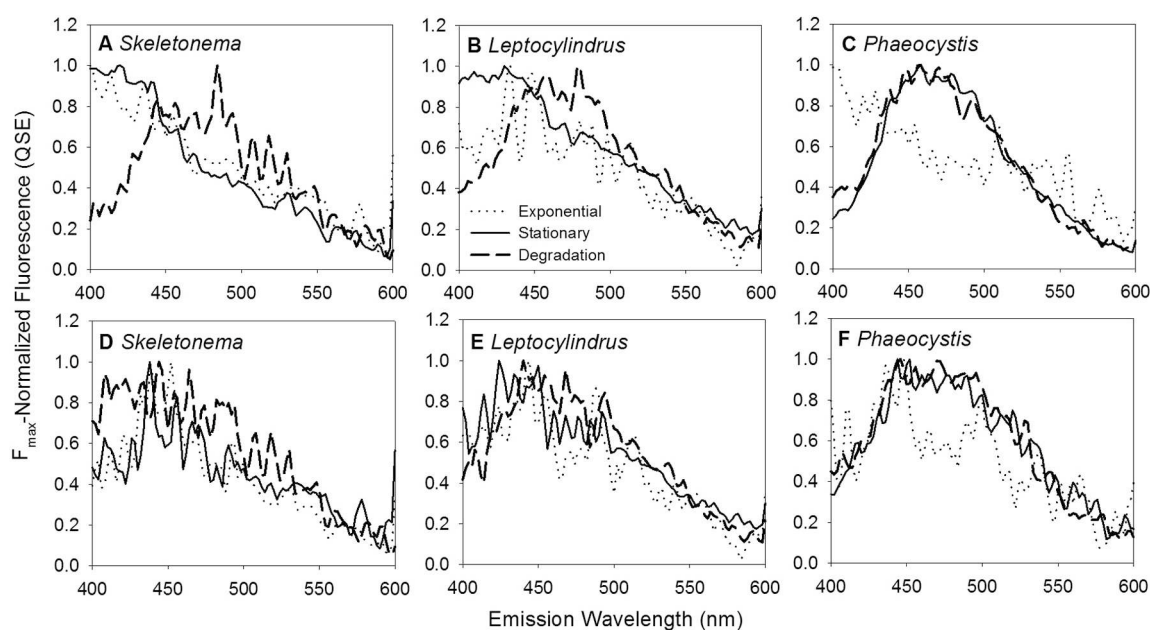 F_max-Normalized Fluorescence (QSE)
A Skeletonema
B Leptocylindrus
C Phaeocystis
1.2
1.0
0.8
0.6
0.4
0.2
0.0
Exponential
Stationary
Degradation
400 450 500 550 600
400 450 500 550 600
400 450 500 550 600
D Skeletonema
E Leptocylindrus
F Phaeocystis
1.2
1.0
0.8
0.6
0.4
0.2
0.0
1.2
1.0
0.8
0.6
0.4
0.2
0.0
1.2
1.0
0.8
0.6
0.4
0.2
0.0
1.2
1.0
0.8
0.6
0.4
0.2
0.0
1.2
1.0
0.8
0.6
0.4
0.2
0.0
400 450 500 550 600
400 450 500 550 600
400 450 500 550 600
Emission Wavelength (nm)